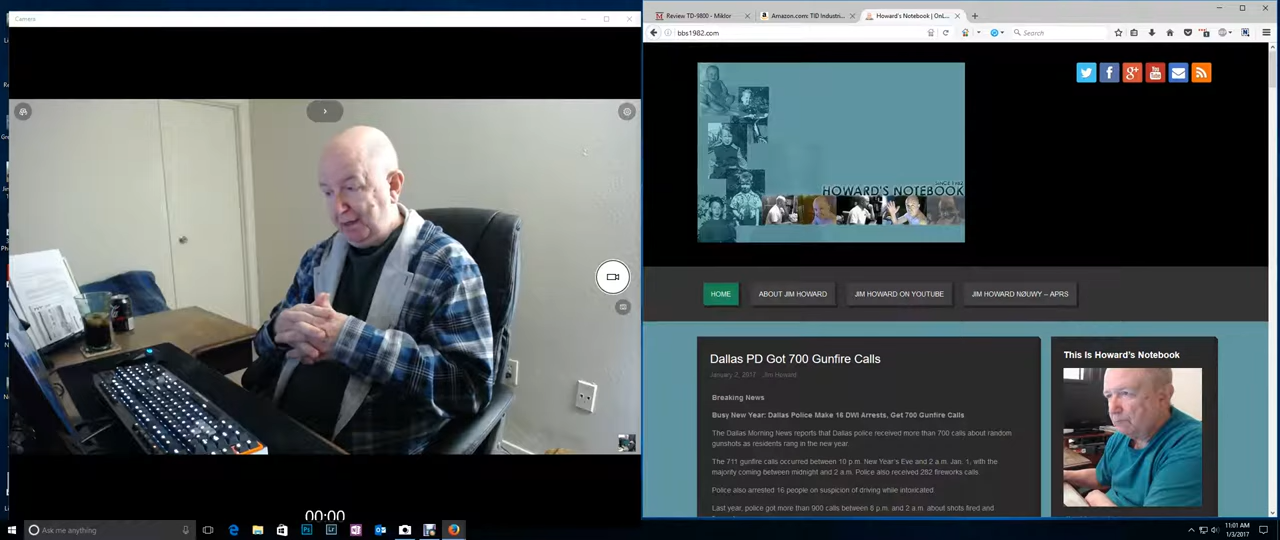 Camera
Review TD-9800 - Miklor
Amazon.com: TID Industri...
Howard's Notebook | OnL...
bbs1982.com
Search
SINCE 1982
HOWARD'S NOTEBOOK
HOME
ABOUT JIM HOWARD
JIM HOWARD ON YOUTUBE
JIM HOWARD NØUWY – APRS
Dallas PD Got 700 Gunfire Calls
January 2, 2017 Jim Howard
Breaking News
Busy New Year: Dallas Police Make 16 DWI Arrests, Get 700 Gunfire Calls
The Dallas Morning News reports that Dallas police received more than 700 calls about random
gunshots as residents rang in the new year
The 711 gunfire calls occurred between 10 p.m. New Year's Eve and 2 a.m. Jan. 1, with the
majority coming between midnight and 2 a.m. Police also received 282 fireworks calls
Police also arrested 16 people on suspicion of driving while intoxicated
Last year, police got more than 900 calls between 8 p.m. and 2 a.m. about shots fired and
This Is Howard's Notebook
00:00
Ask me anything
11:01 AM
1/3/2017